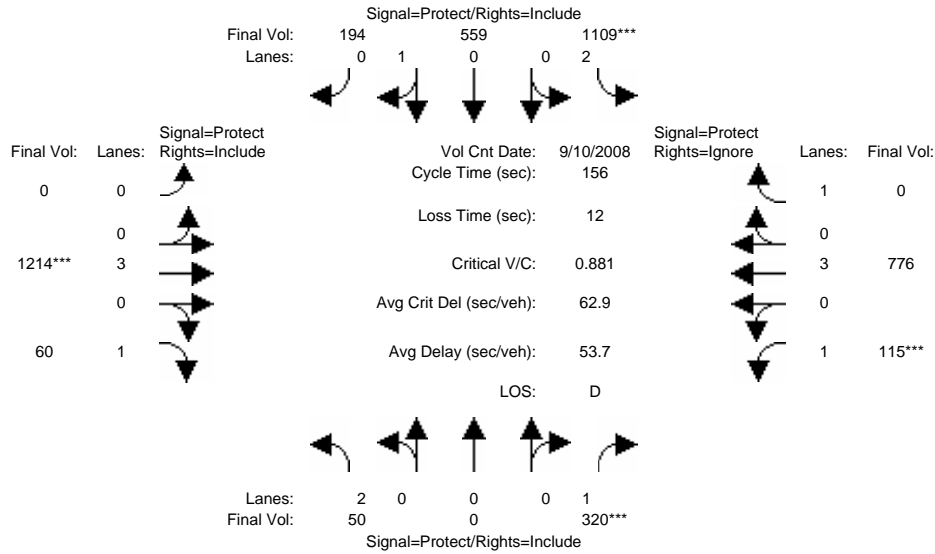 Signal=Protect/Rights=Include
Final Vol: 194 559 1109***
Lanes: 0 1 0 0 2
Signal=Protect Signal=Protect
Final Vol: Lanes: Rights=Include Vol Cnt Date: 9/10/2008 Rights=Ignore Lanes: Final Vol:
Cycle Time (sec): 156
0 0 1 0
Loss Time (sec): 12
0 0
1214*** 3 Critical V/C: 0.881 3 776
0 Avg Crit Del (sec/veh): 62.9 0
60 1 Avg Delay (sec/veh): 53.7 1 115***
LOS: D
Lanes: 2 0 0 0 1
Final Vol: 50 0 320***
Signal=Protect/Rights=Include